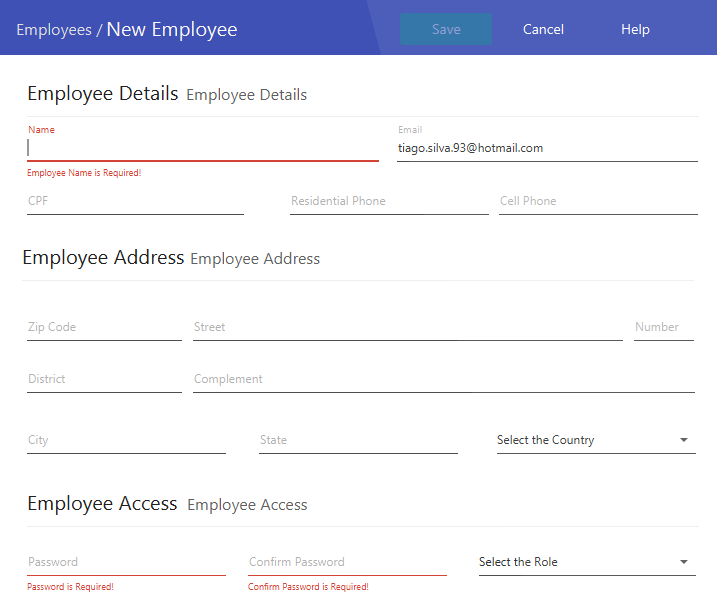 Employees / New Employee Save Cancel Help
Employee Details Employee Details
Name Email
tiago.silva.93@hotmail.com
Employee Name is Required!
CPF Residential Phone Cell Phone
Employee Address Employee Address
Zip Code Street Number
District Complement
City State Select the Country
Employee Access Employee Access
Password Confirm Password Select the Role
Password is Required! Confirm Password is Required!